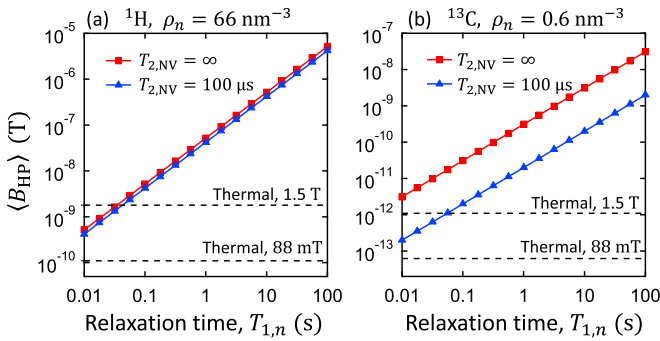 (a) ¹H, ρₙ = 66 nm⁻³
10⁻⁵
10⁻⁶
10⁻⁷
10⁻⁸
10⁻⁹
10⁻¹⁰
⟨B_HP⟩ (T)
T₂,NV = ∞
T₂,NV = 100 μs
Thermal, 1.5 T
Thermal, 88 mT
0.01 0.1 1 10 100
Relaxation time, T₁,ₙ (s)
(b) ¹³C, ρₙ = 0.6 nm⁻³
10⁻⁷
10⁻⁸
10⁻⁹
10⁻¹⁰
10⁻¹¹
10⁻¹²
10⁻¹³
T₂,NV = ∞
T₂,NV = 100 μs
Thermal, 1.5 T
Thermal, 88 mT
0.01 0.1 1 10 100
Relaxation time, T₁,ₙ (s)